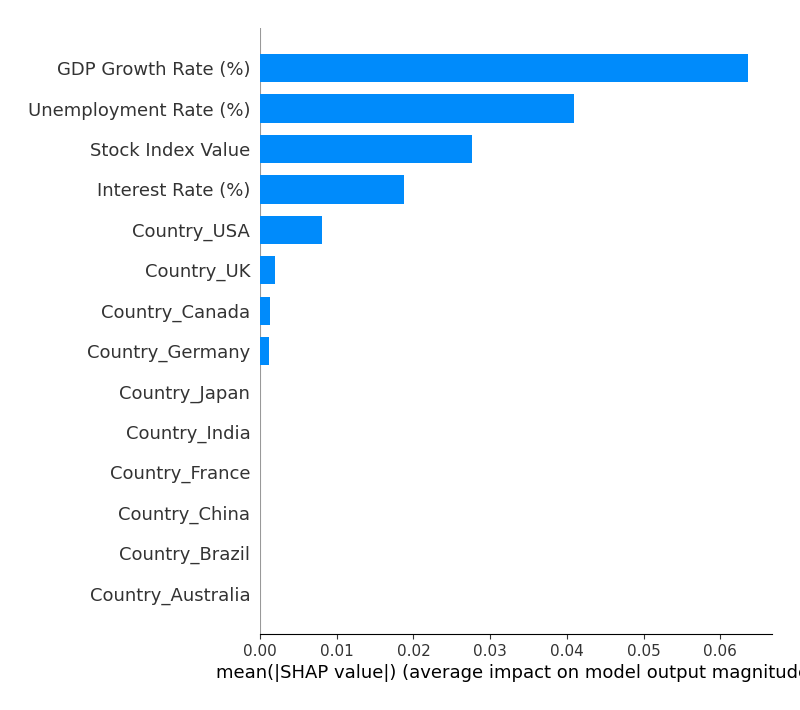 GDP Growth Rate (%)
Unemployment Rate (%)
Stock Index Value
Interest Rate (%)
Country_USA
Country_UK
Country_Canada
Country_Germany
Country_Japan
Country_India
Country_France
Country_China
Country_Brazil
Country_Australia
0.00 0.01 0.02 0.03 0.04 0.05 0.06
mean(|SHAP value|) (average impact on model output magnitude